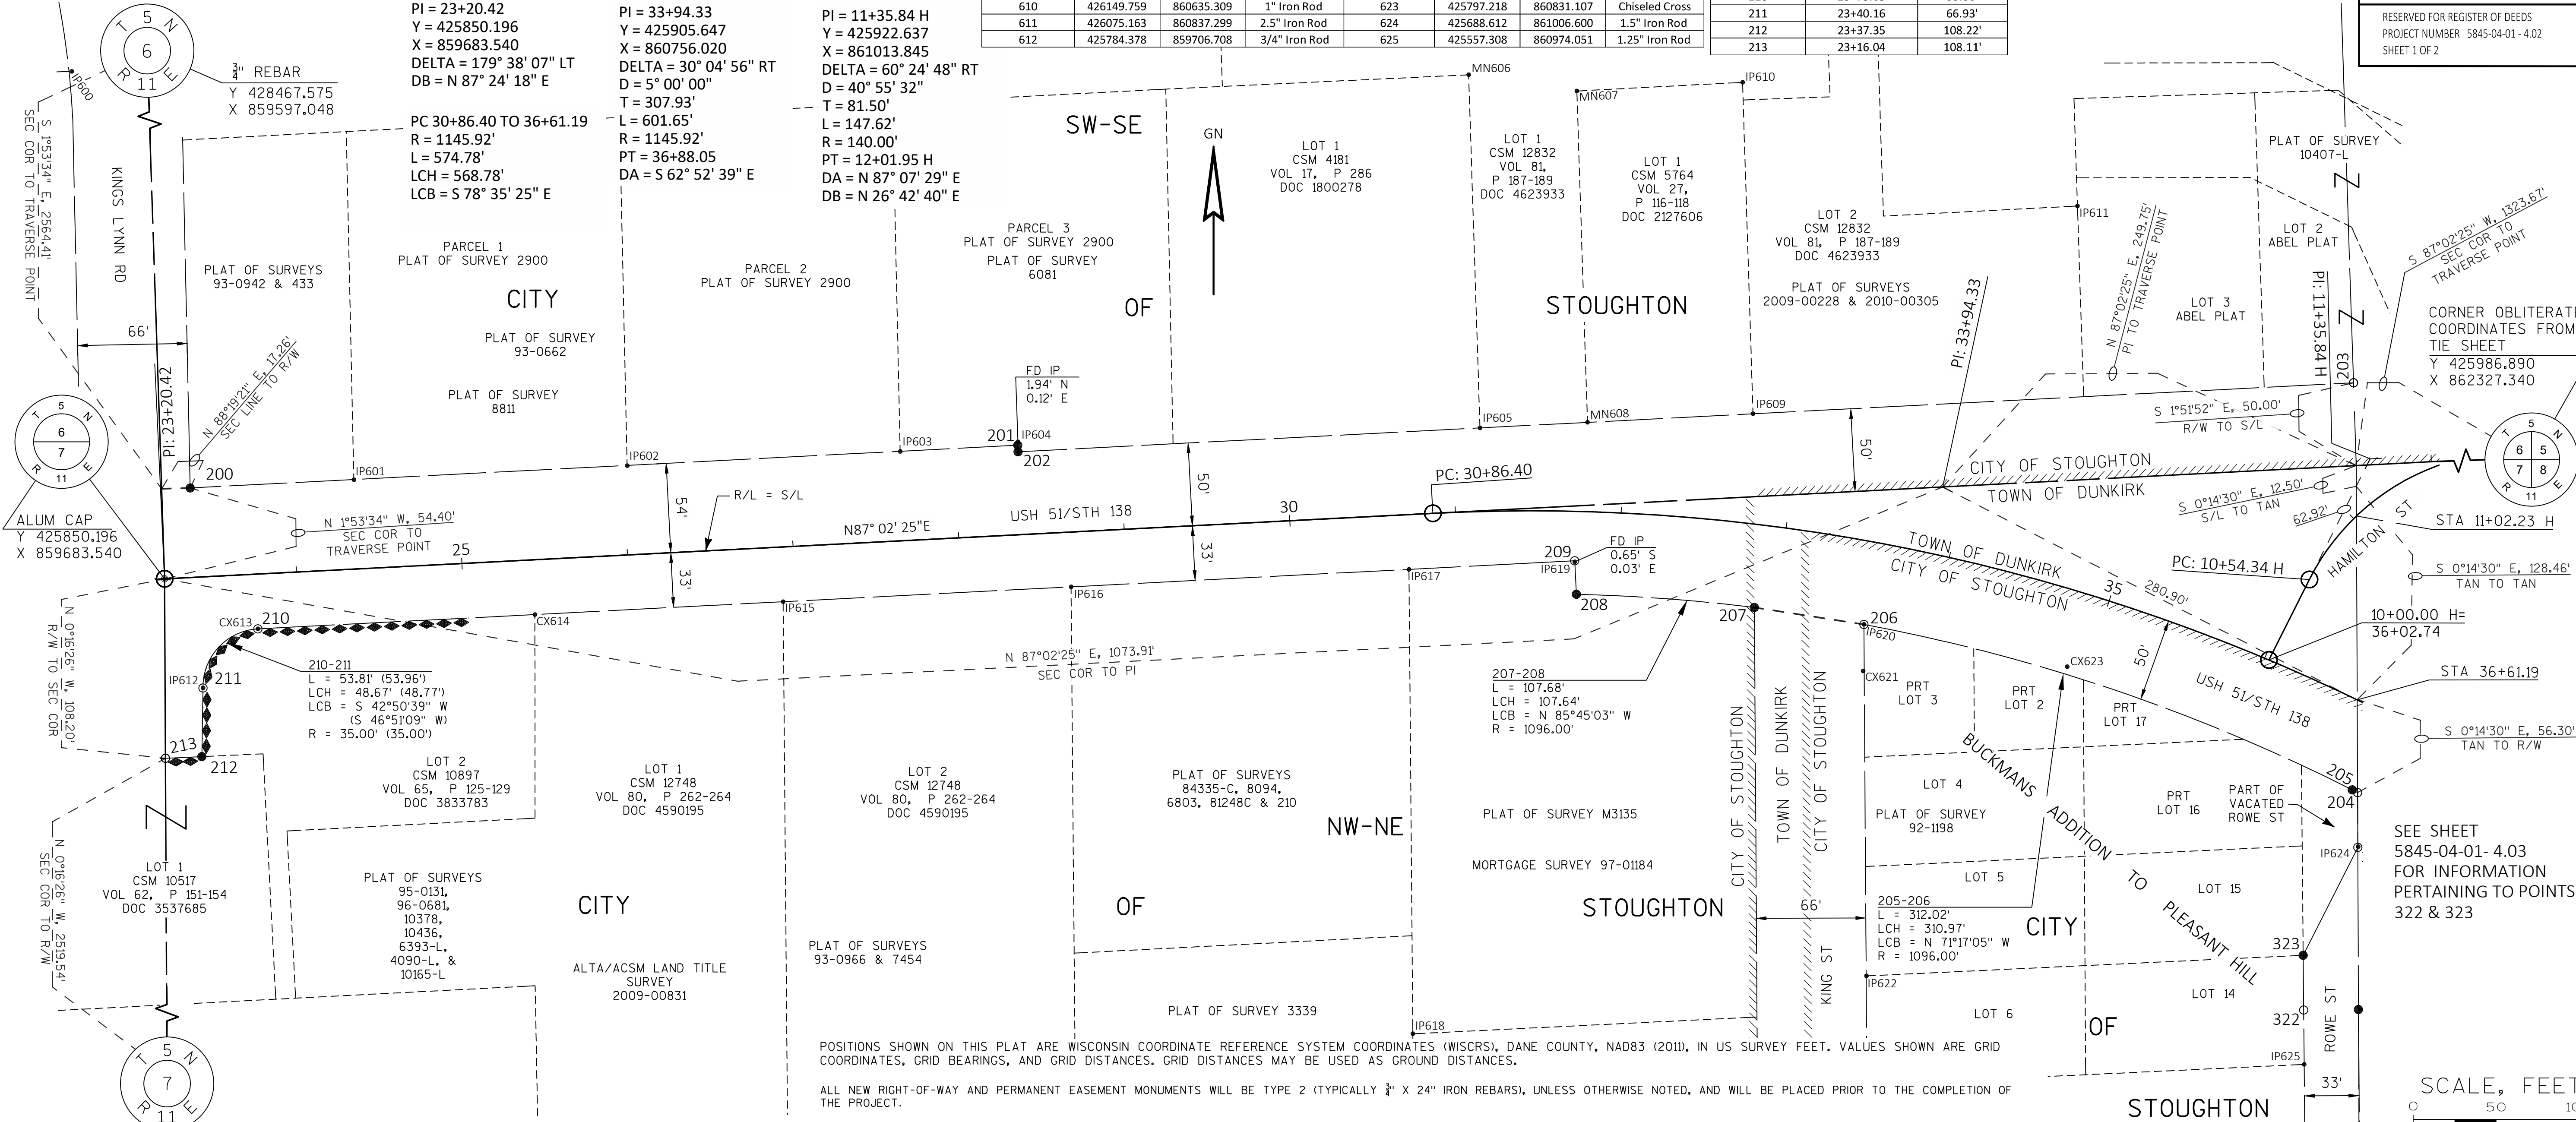 PI = 23+20.42
Y = 425850.196
X = 859683.540
DELTA = 179° 38' 07" LT
DB = N 87° 24' 18" E
PC 30+86.40 TO 36+61.19
R = 1145.92'
L = 574.78'
LCH = 568.78'
LCB = S 78° 35' 25" E
PI = 33+94.33
Y = 425905.647
X = 860756.020
DELTA = 30° 04' 56" RT
D = 5° 00' 00"
T = 307.93'
L = 601.65'
R = 1145.92'
PT = 36+88.05
DA = S 62° 52' 39" E
PI = 11+35.84 H
Y = 425922.637
X = 861013.845
DELTA = 60° 24' 48" RT
D = 40° 55' 32"
T = 81.50'
L = 147.62'
R = 140.00'
PT = 12+01.95 H
DA = N 87° 07' 29" E
DB = N 26° 42' 40" E
610 426149.759 860635.309 1" Iron Rod 623 425797.218 860831.107 Chiseled Cross
611 426075.163 860837.299 2.5" Iron Rod 624 425688.612 861006.600 1.5" Iron Rod
612 425784.378 859706.708 3/4" Iron Rod 625 425557.308 860974.051 1.25" Iron Rod
211 23+40.16 66.93'
212 23+37.35 108.22'
213 23+16.04 108.11'
RESERVED FOR REGISTER OF DEEDS
PROJECT NUMBER 5845-04-01 - 4.02
SHEET 1 OF 2
T 5 N
6
R 11 E
IP600
3/4" REBAR
Y 428467.575
X 859597.048
S 1°53'34" E, 2564.41'
SEC COR TO TRAVERSE POINT
KINGS LYNN RD
66'
PI: 23+20.42
N 88°19'21" E, 17.26'
SEC LINE TO R/W
PLAT OF SURVEYS
93-0942 & 433
PARCEL 1
PLAT OF SURVEY 2900
CITY
PLAT OF SURVEY
93-0662
PLAT OF SURVEY
8811
PARCEL 2
PLAT OF SURVEY 2900
PARCEL 3
PLAT OF SURVEY 2900
PLAT OF SURVEY
6081
OF
SW-SE
GN
MN606
LOT 1
CSM 4181
VOL 17, P 286
DOC 1800278
LOT 1
CSM 12832
VOL 81,
P 187-189
DOC 4623933
MN607
IP610
LOT 1
CSM 5764
VOL 27,
P 116-118
DOC 2127606
STOUGHTON
LOT 2
CSM 12832
VOL 81, P 187-189
DOC 4623933
PLAT OF SURVEYS
2009-00228 & 2010-00305
IP611
PI: 33+94.33
N 87°02'25" E, 249.75'
PI TO TRAVERSE POINT
PLAT OF SURVEY
10407-L
LOT 2
ABEL PLAT
LOT 3
ABEL PLAT
PI: 11+35.84 H
203
S 87°02'25" W, 1323.67'
SEC COR TO
TRAVERSE POINT
CORNER OBLITERATE
COORDINATES FROM
TIE SHEET
Y 425986.890
X 862327.340
T 5 N
6 5
7 8
R 11 E
T 5 N
6
7
R 11 E
ALUM CAP
Y 425850.196
X 859683.540
200
IP601
IP602
IP603
FD IP
1.94' N
0.12' E
201
IP604
202
IP605
MN608
IP609
N 1°53'34" W, 54.40'
SEC COR TO
TRAVERSE POINT
25
54'
33'
R/L = S/L
N87° 02' 25"E
USH 51/STH 138
50'
33'
30
PC: 30+86.40
50'
CITY OF STOUGHTON
TOWN OF DUNKIRK
S 1°51'52" E, 50.00'
R/W TO S/L
S 0°14'30" E, 12.50'
S/L TO TAN
62.92'
STA 11+02.23 H
HAMILTON ST
PC: 10+54.34 H
S 0°14'30" E, 128.46'
TAN TO TAN
10+00.00 H=
36+02.74
STA 36+61.19
S 0°14'30" E, 56.30'
TAN TO R/W
TOWN OF DUNKIRK
CITY OF STOUGHTON
35
280.90'
50'
USH 51/STH 138
N 0°16'26" W, 108.20'
R/W TO SEC COR
CX613
210
IP612
211
213
212
210-211
L = 53.81' (53.96')
LCH = 48.67' (48.77')
LCB = S 42°50'39" W
(S 46°51'09" W)
R = 35.00' (35.00')
CX614
IP615
IP616
IP617
209
IP619
FD IP
0.65' S
0.03' E
208
207
206
IP620
N 87°02'25" E, 1073.91'
SEC COR TO PI
207-208
L = 107.68'
LCH = 107.64'
LCB = N 85°45'03" W
R = 1096.00'
CX621
CX623
PRT
LOT 3
PRT
LOT 2
PRT
LOT 17
LOT 2
CSM 10897
VOL 65, P 125-129
DOC 3833783
LOT 1
CSM 12748
VOL 80, P 262-264
DOC 4590195
LOT 2
CSM 12748
VOL 80, P 262-264
DOC 4590195
PLAT OF SURVEYS
84335-C, 8094,
6803, 81248C & 210
NW-NE
PLAT OF SURVEY M3135
MORTGAGE SURVEY 97-01184
CITY OF STOUGHTON
TOWN OF DUNKIRK
CITY OF STOUGHTON
LOT 4
PLAT OF SURVEY
92-1198
BUCKMANS ADDITION TO PLEASANT HILL
PRT
LOT 16
PART OF
VACATED
ROWE ST
205
204
IP624
SEE SHEET
5845-04-01- 4.03
FOR INFORMATION
PERTAINING TO POINTS
322 & 323
N 0°16'26" W, 2519.54'
SEC COR TO R/W
LOT 1
CSM 10517
VOL 62, P 151-154
DOC 3537685
PLAT OF SURVEYS
95-0131,
96-0681,
10378,
10436,
6393-L,
4090-L, &
10165-L
CITY
ALTA/ACSM LAND TITLE
SURVEY
2009-00831
PLAT OF SURVEYS
93-0966 & 7454
OF
PLAT OF SURVEY 3339
IP618
STOUGHTON
66'
KING ST
LOT 5
205-206
L = 312.02'
LCH = 310.97'
LCB = N 71°17'05" W
R = 1096.00'
CITY
LOT 15
IP622
LOT 14
LOT 6
OF
323
322
IP625
ROWE ST
33'
STOUGHTON
T 5 N
7
R 11 E
POSITIONS SHOWN ON THIS PLAT ARE WISCONSIN COORDINATE REFERENCE SYSTEM COORDINATES (WISCRS), DANE COUNTY, NAD83 (2011), IN US SURVEY FEET. VALUES SHOWN ARE GRID
COORDINATES, GRID BEARINGS, AND GRID DISTANCES. GRID DISTANCES MAY BE USED AS GROUND DISTANCES.
ALL NEW RIGHT-OF-WAY AND PERMANENT EASEMENT MONUMENTS WILL BE TYPE 2 (TYPICALLY 3/4" X 24" IRON REBARS), UNLESS OTHERWISE NOTED, AND WILL BE PLACED PRIOR TO THE COMPLETION OF
THE PROJECT.
SCALE, FEET
0 50